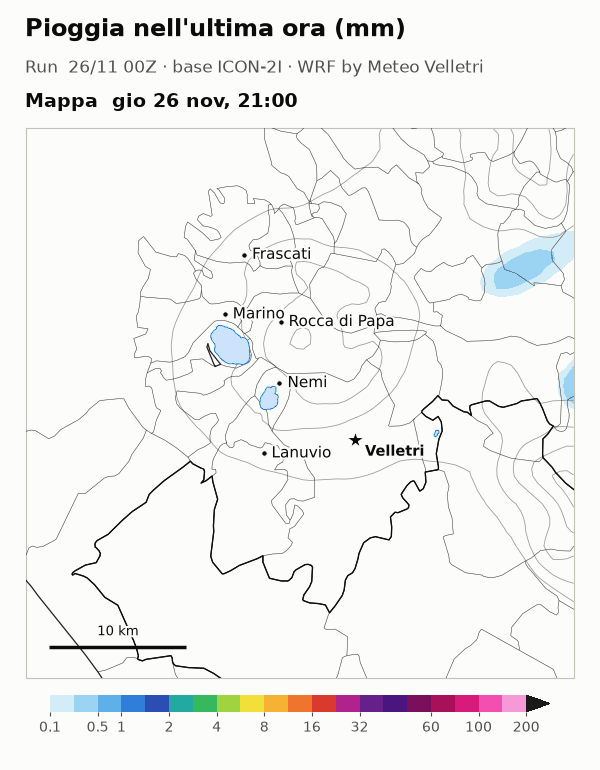 Pioggia nell'ultima ora (mm)
Run  26/11 00Z · base ICON-2I · WRF by Meteo Velletri
Mappa  gio 26 nov, 21:00
Frascati
Marino
Rocca di Papa
Nemi
Velletri
Lanuvio
10 km
0.1 0.5 1 2 4 8 16 32 60 100 200